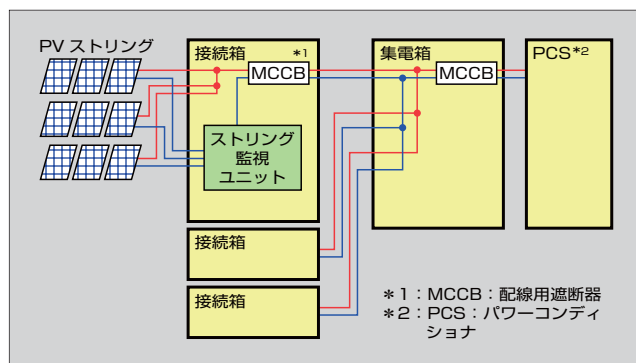 PV ストリング
接続箱
*1
MCCB
ストリング
監視
ユニット
接続箱
接続箱
集電箱
MCCB
PCS*2
*1：MCCB：配線用遮断器
*2：PCS：パワーコンディ
ショナ